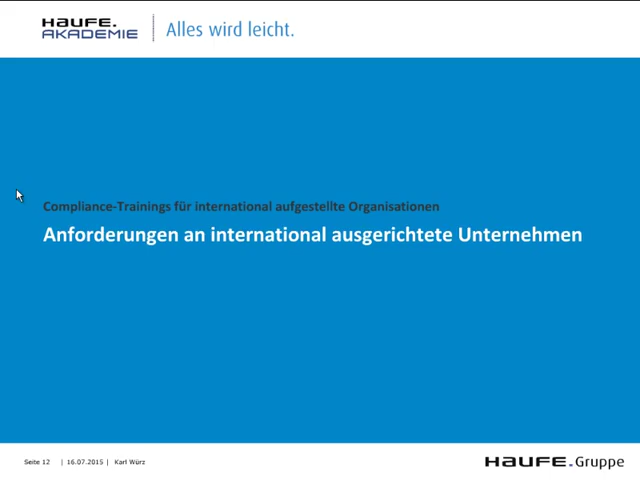 HAUFE.
AKADEMIE
Alles wird leicht.
Compliance-Trainings für international aufgestellte Organisationen
Anforderungen an international ausgerichtete Unternehmen
Seite 12 | 16.07.2015 | Karl Würz
HAUFE.Gruppe